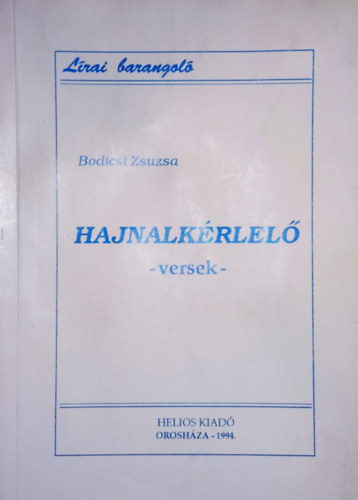 Lírai barangoló
Bodicsi Zsuzsa
HAJNALKÉRLELŐ
-versek-
HELIOS KIADÓ
OROSHÁZA - 1994.